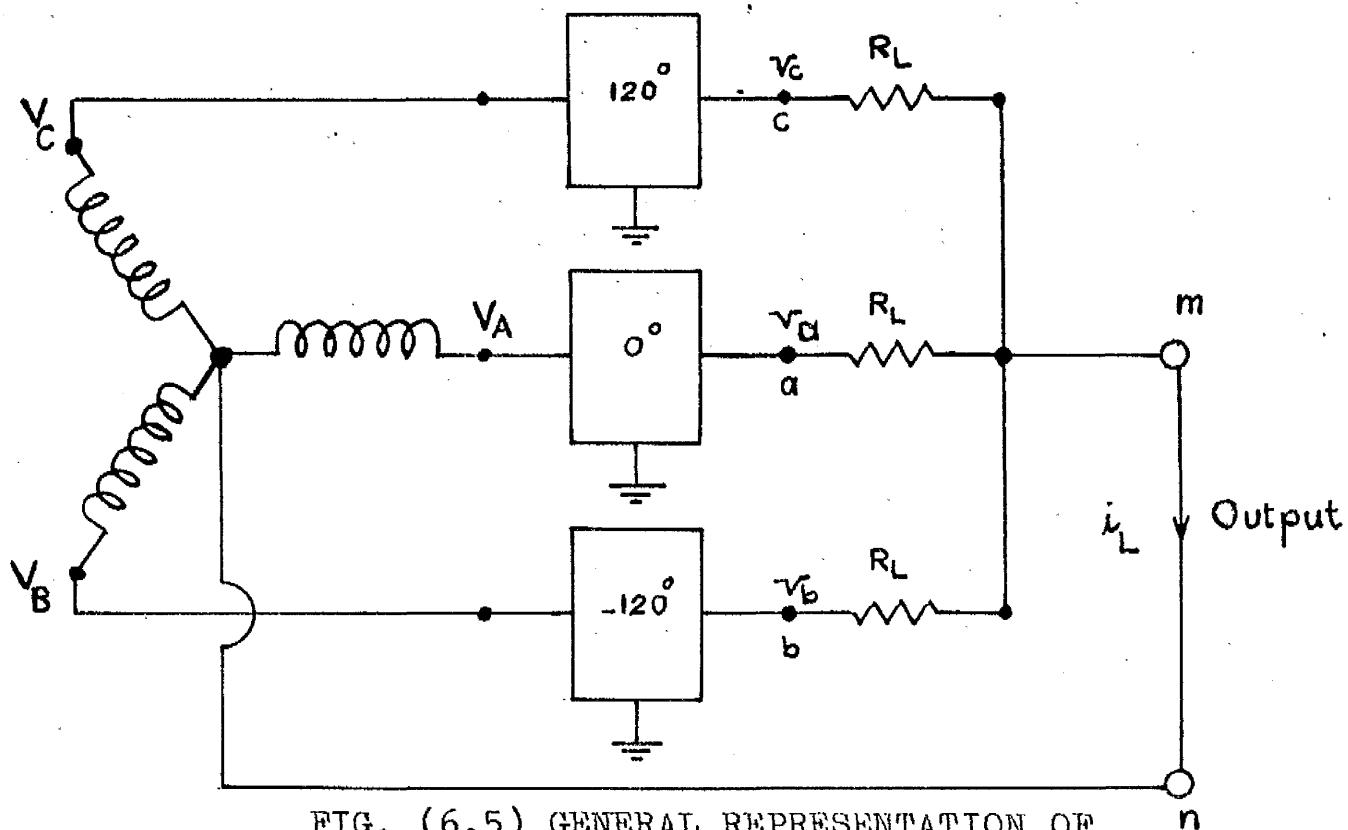 R_L
120°
v_c
c
V_C
R_L
m
V_A
0°
v_a
a
i_L
Output
R_L
V_B
-120°
v_b
b
n
FIG. (6.5) GENERAL REPRESENTATION OF